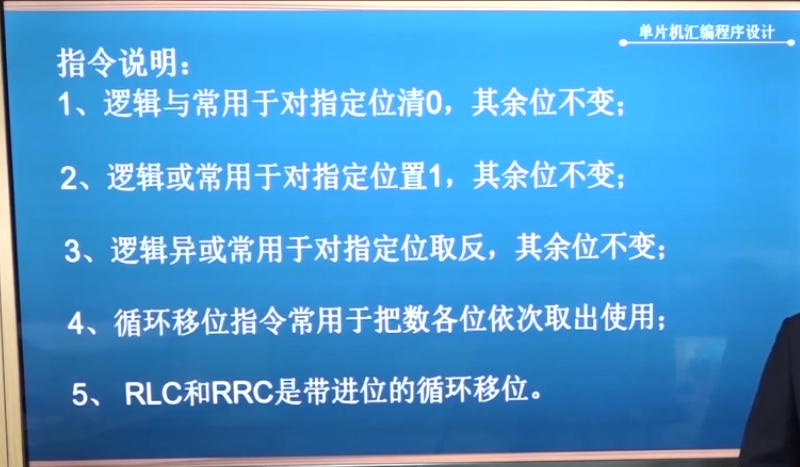 单片机汇编程序设计
指令说明：
1、逻辑与常用于对指定位清0，其余位不变；
2、逻辑或常用于对指定位置1，其余位不变；
3、逻辑异或常用于对指定位取反，其余位不变；
4、循环移位指令常用于把数各位依次取出使用；
5、 RLC和RRC是带进位的循环移位。